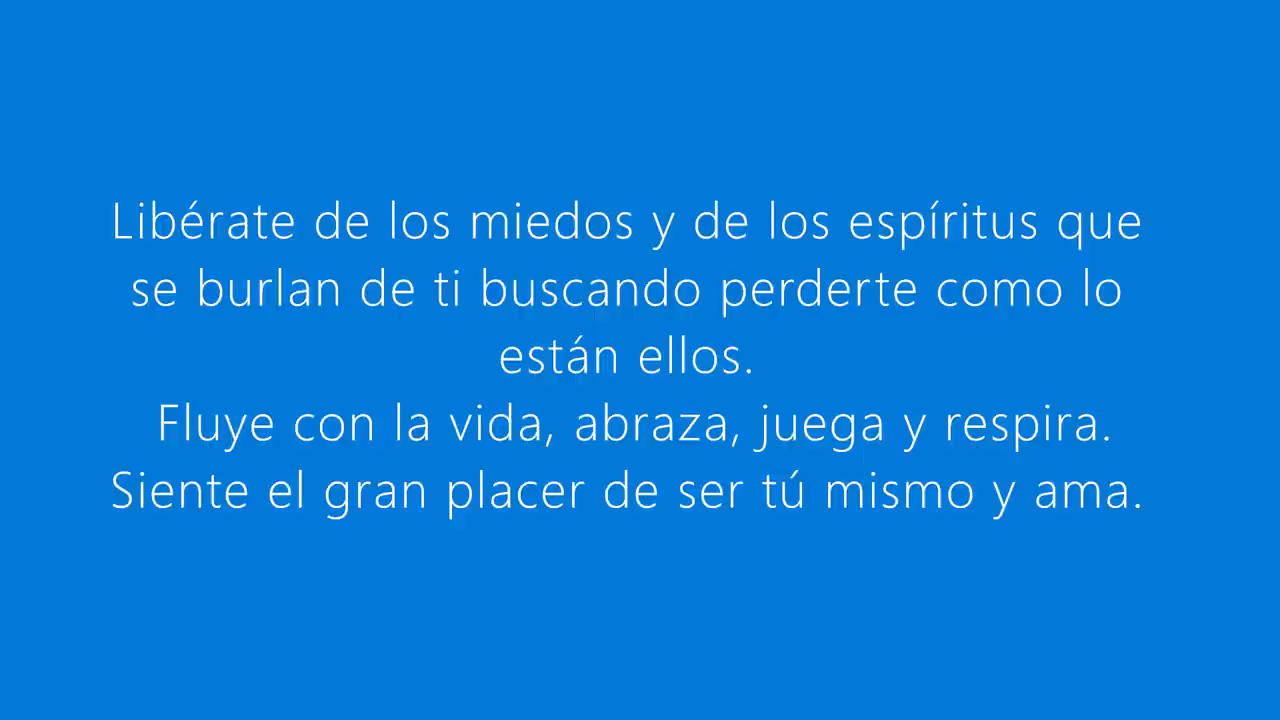 Libérate de los miedos y de los espíritus que
se burlan de ti buscando perderte como lo
están ellos.
Fluye con la vida, abraza, juega y respira.
Siente el gran placer de ser tú mismo y ama.